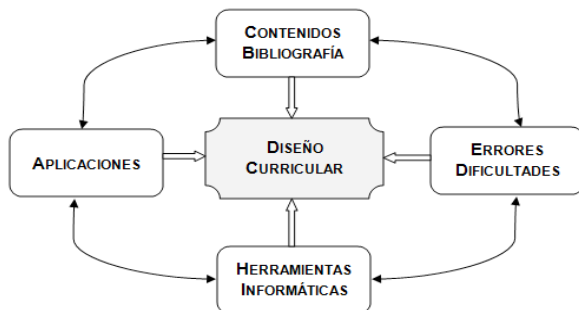 CONTENIDOS
BIBLIOGRAFÍA
APLICACIONES
DISEÑO
CURRICULAR
ERRORES
DIFICULTADES
HERRAMIENTAS
INFORMÁTICAS